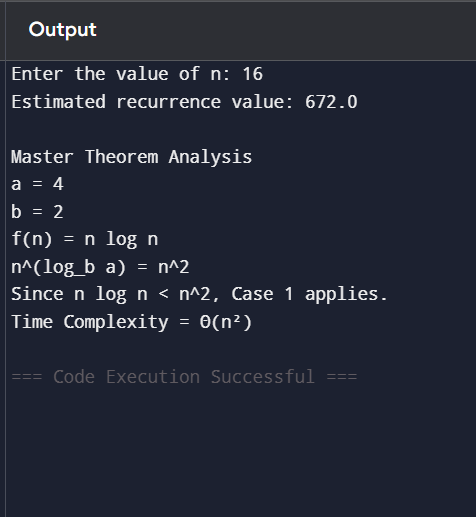 Output
Enter the value of n: 16
Estimated recurrence value: 672.0
Master Theorem Analysis
a = 4
b = 2
f(n) = n log n
n^(log_b a) = n^2
Since n log n < n^2, Case 1 applies.
Time Complexity = Θ(n²)
=== Code Execution Successful ===